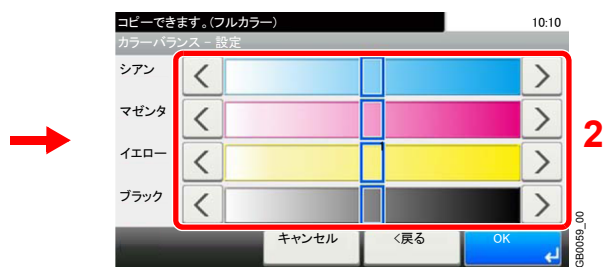 コピーできます。(フルカラー)
10:10
カラーバランス - 設定
シアン
マゼンタ
イエロー
ブラック
2
キャンセル
<戻る
OK
GB0059_00